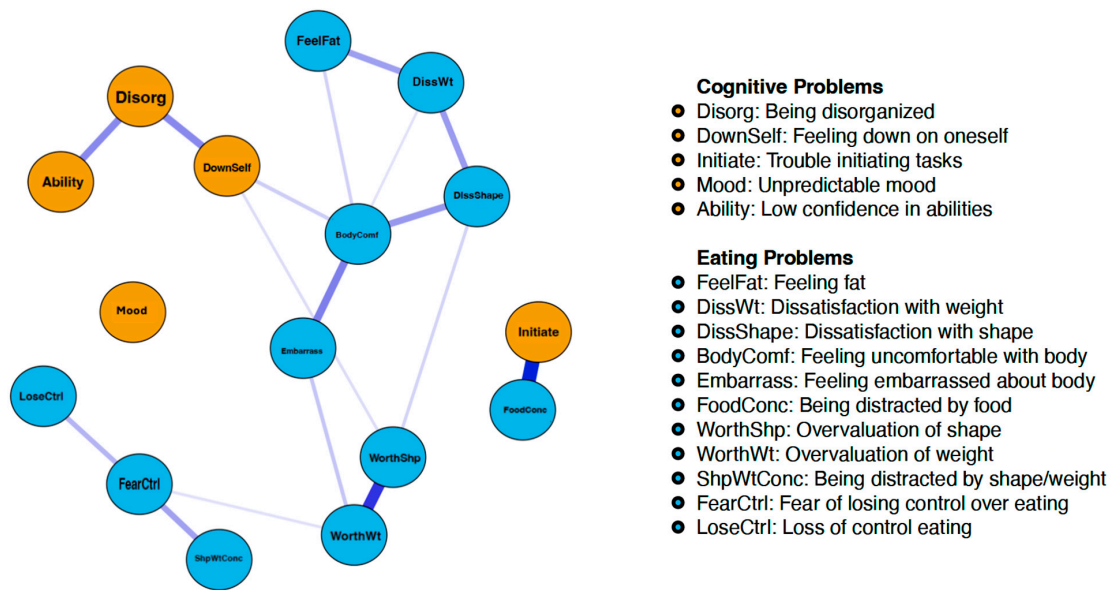 FeelFat
DissWt
Disorg
DownSelf
Ability
DissShape
BodyComf
Mood
Initiate
Embarrass
LoseCtrl
FoodConc
WorthShp
FearCtrl
WorthWt
ShpWtConc
Cognitive Problems
Disorg: Being disorganized
DownSelf: Feeling down on oneself
Initiate: Trouble initiating tasks
Mood: Unpredictable mood
Ability: Low confidence in abilities
Eating Problems
FeelFat: Feeling fat
DissWt: Dissatisfaction with weight
DissShape: Dissatisfaction with shape
BodyComf: Feeling uncomfortable with body
Embarrass: Feeling embarrassed about body
FoodConc: Being distracted by food
WorthShp: Overvaluation of shape
WorthWt: Overvaluation of weight
ShpWtConc: Being distracted by shape/weight
FearCtrl: Fear of losing control over eating
LoseCtrl: Loss of control eating